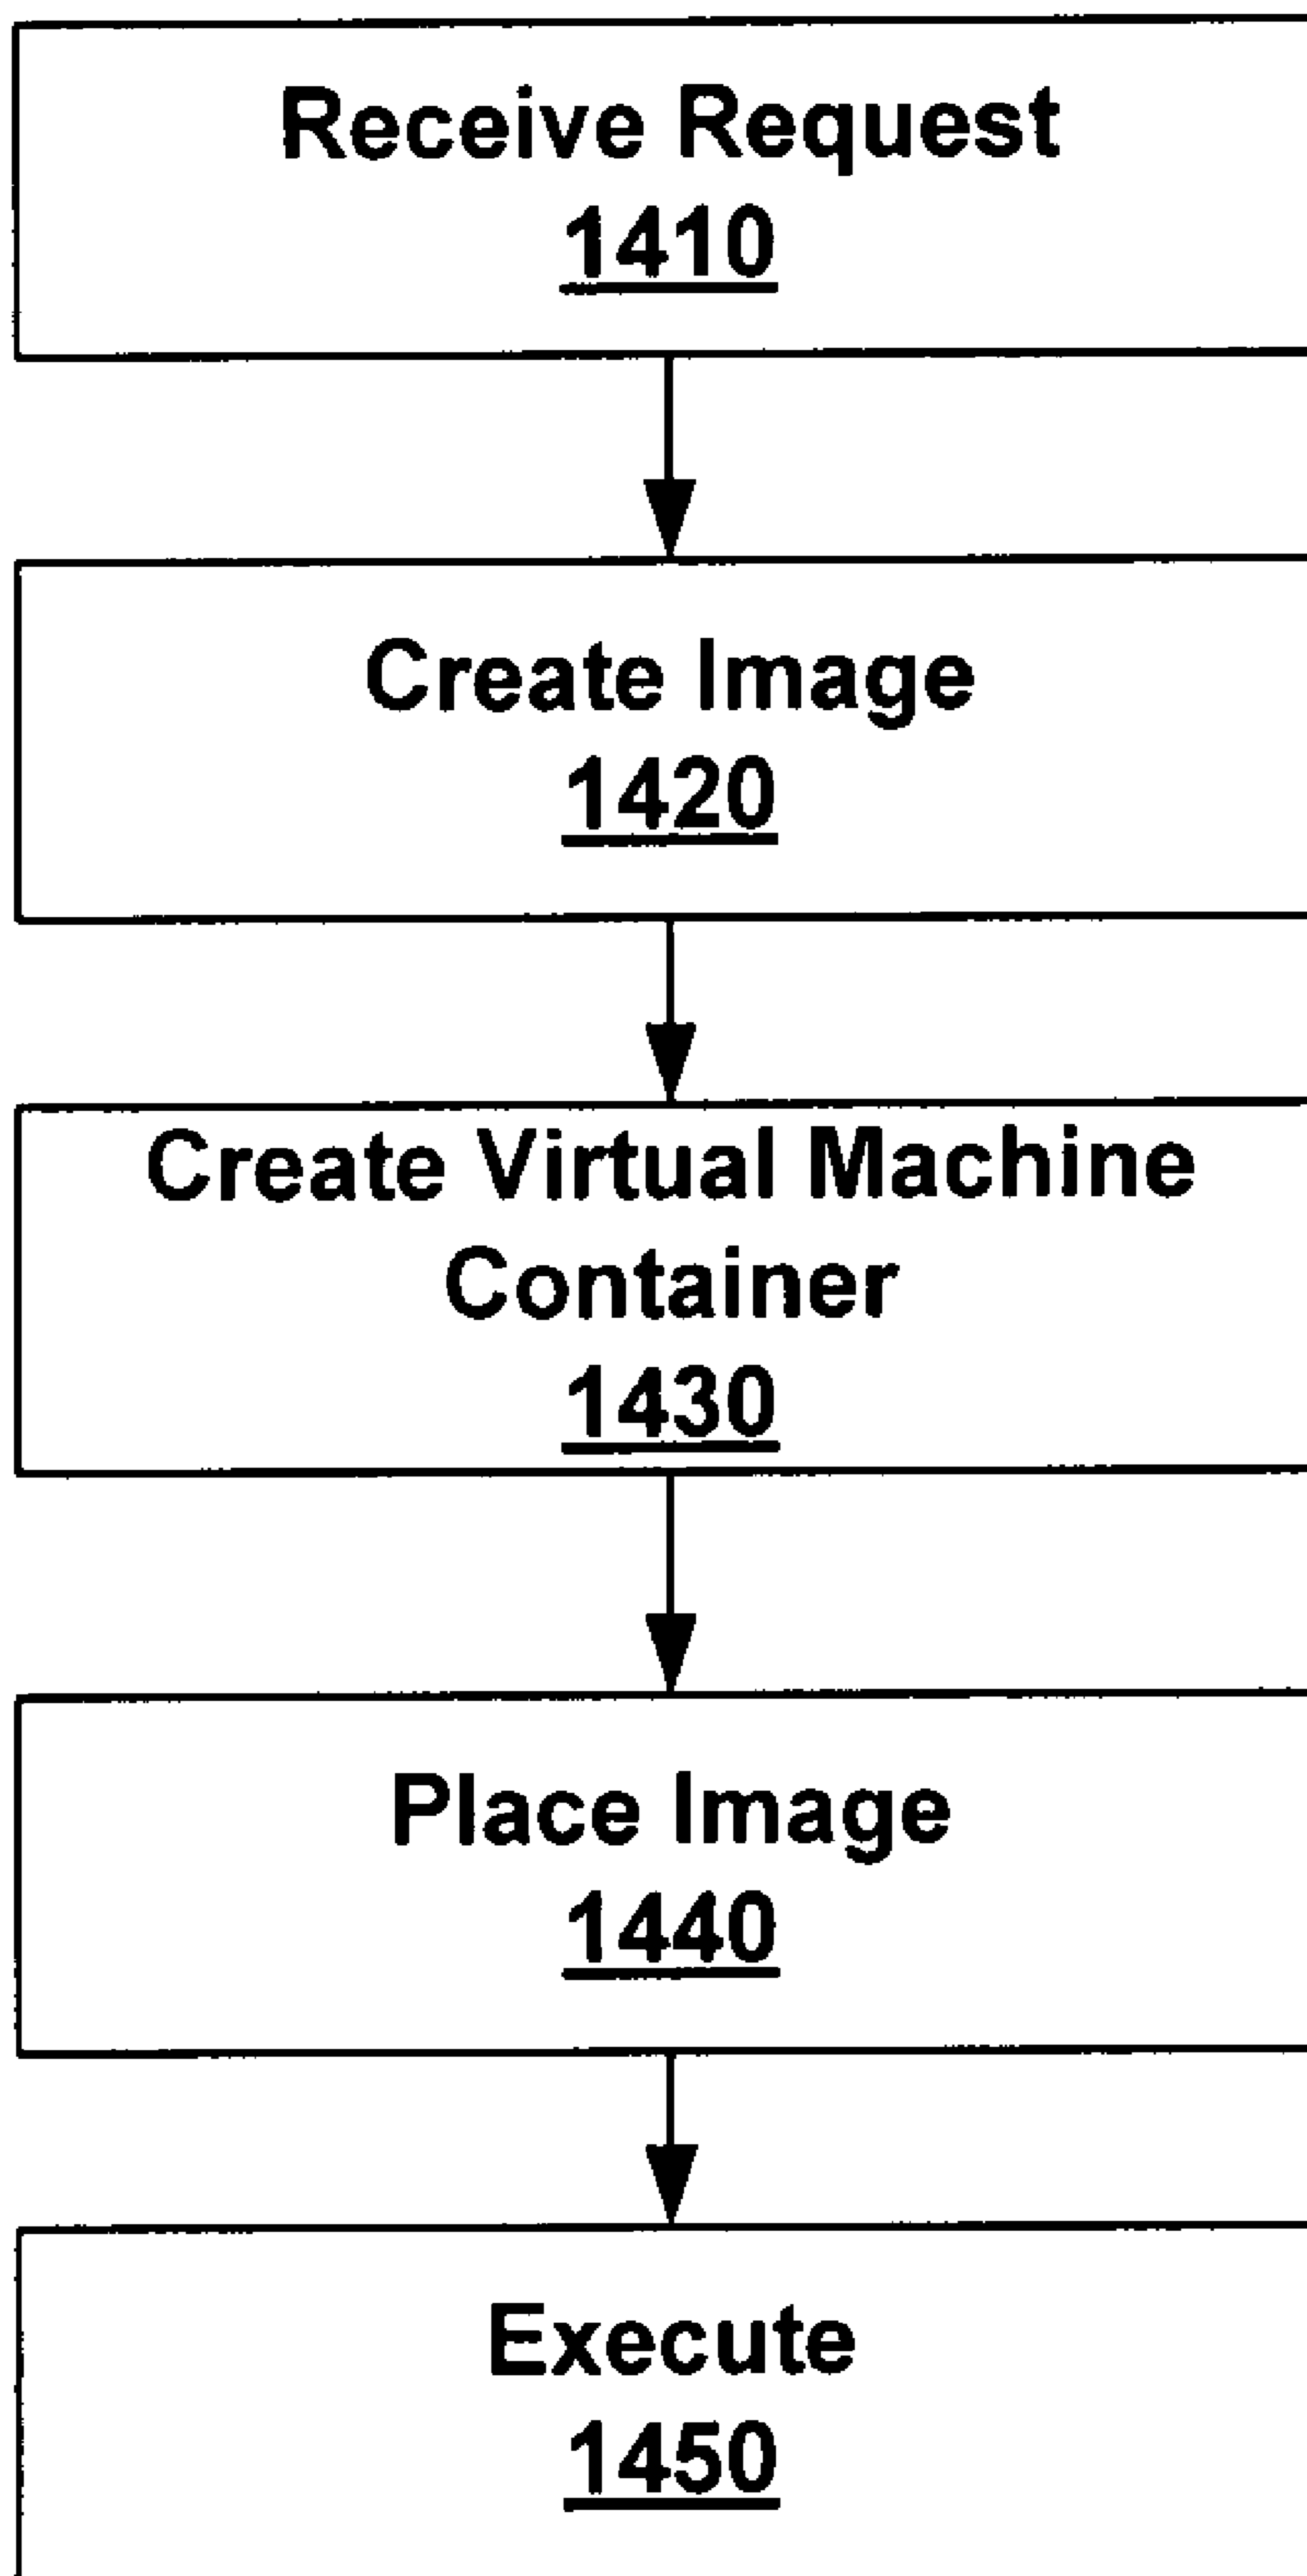 Receive Request
1410
Create Image
1420
Create Virtual Machine
Container
1430
Place Image
1440
Execute
1450